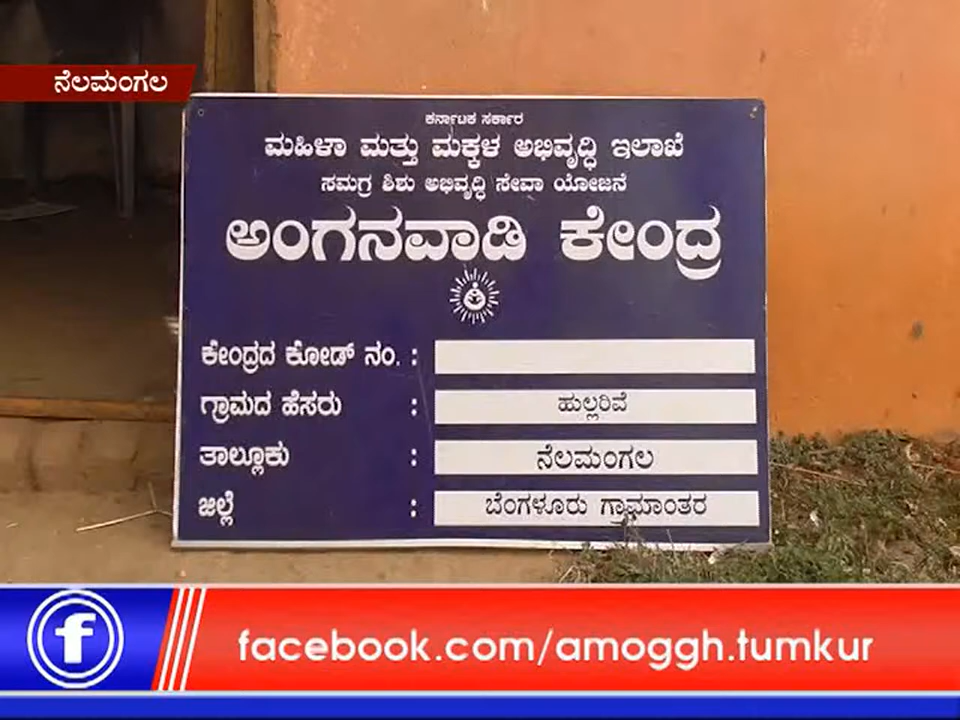 ನೆಲಮಂಗಲ
ಕರ್ನಾಟಕ ಸರ್ಕಾರ
ಮಹಿಳಾ ಮತ್ತು ಮಕ್ಕಳ ಅಭಿವೃದ್ಧಿ ಇಲಾಖೆ
ಸಮಗ್ರ ಶಿಶು ಅಭಿವೃದ್ಧಿ ಸೇವಾ ಯೋಜನೆ
ಅಂಗನವಾಡಿ ಕೇಂದ್ರ
ಕೇಂದ್ರದ ಕೋಡ್ ನಂ. :
ಗ್ರಾಮದ ಹೆಸರು : ಹುಲ್ಲರಿವೆ
ತಾಲ್ಲೂಕು : ನೆಲಮಂಗಲ
ಜಿಲ್ಲೆ : ಬೆಂಗಳೂರು ಗ್ರಾಮಾಂತರ
facebook.com/amoggh.tumkur